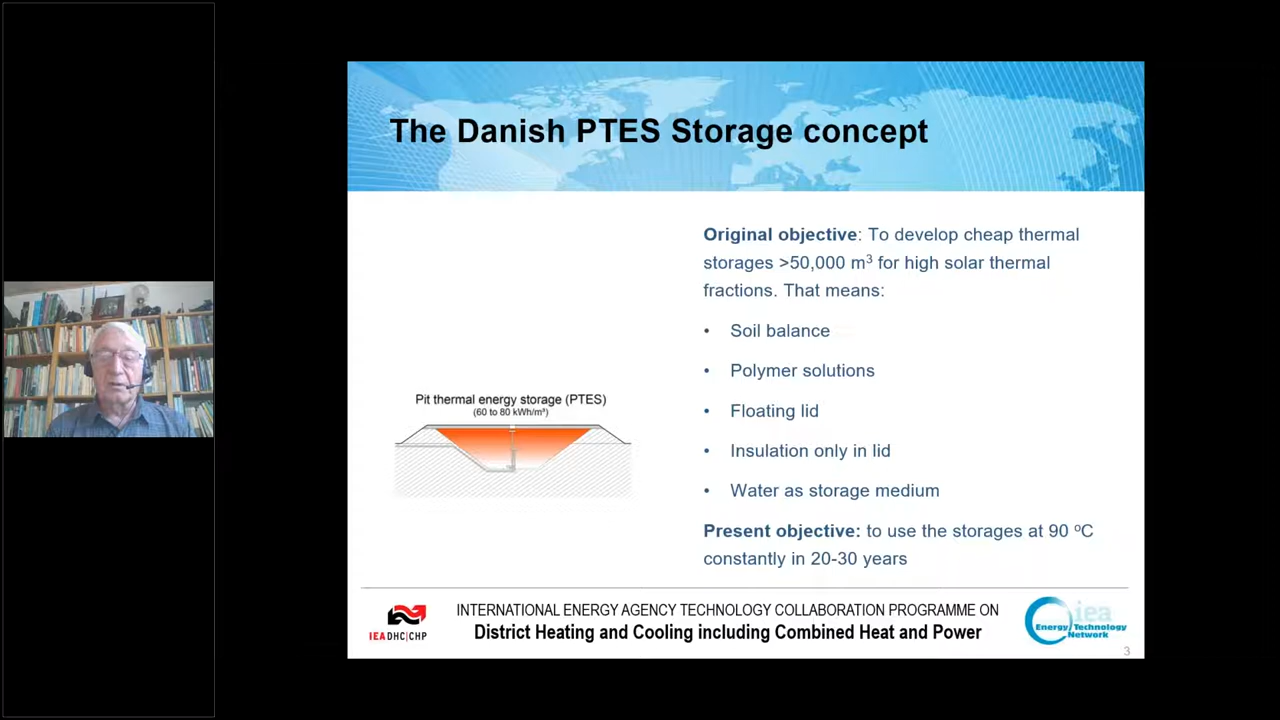 The Danish PTES Storage concept
Original objective: To develop cheap thermal
storages >50,000 m³ for high solar thermal
fractions. That means:
• Soil balance
• Polymer solutions
• Floating lid
• Insulation only in lid
• Water as storage medium
Present objective: to use the storages at 90 ºC
constantly in 20-30 years
Pit thermal energy storage (PTES)
(60 to 80 kWh/m³)
IEA DHC|CHP
INTERNATIONAL ENERGY AGENCY TECHNOLOGY COLLABORATION PROGRAMME ON
District Heating and Cooling including Combined Heat and Power
iea
Energy Technology
Network
3